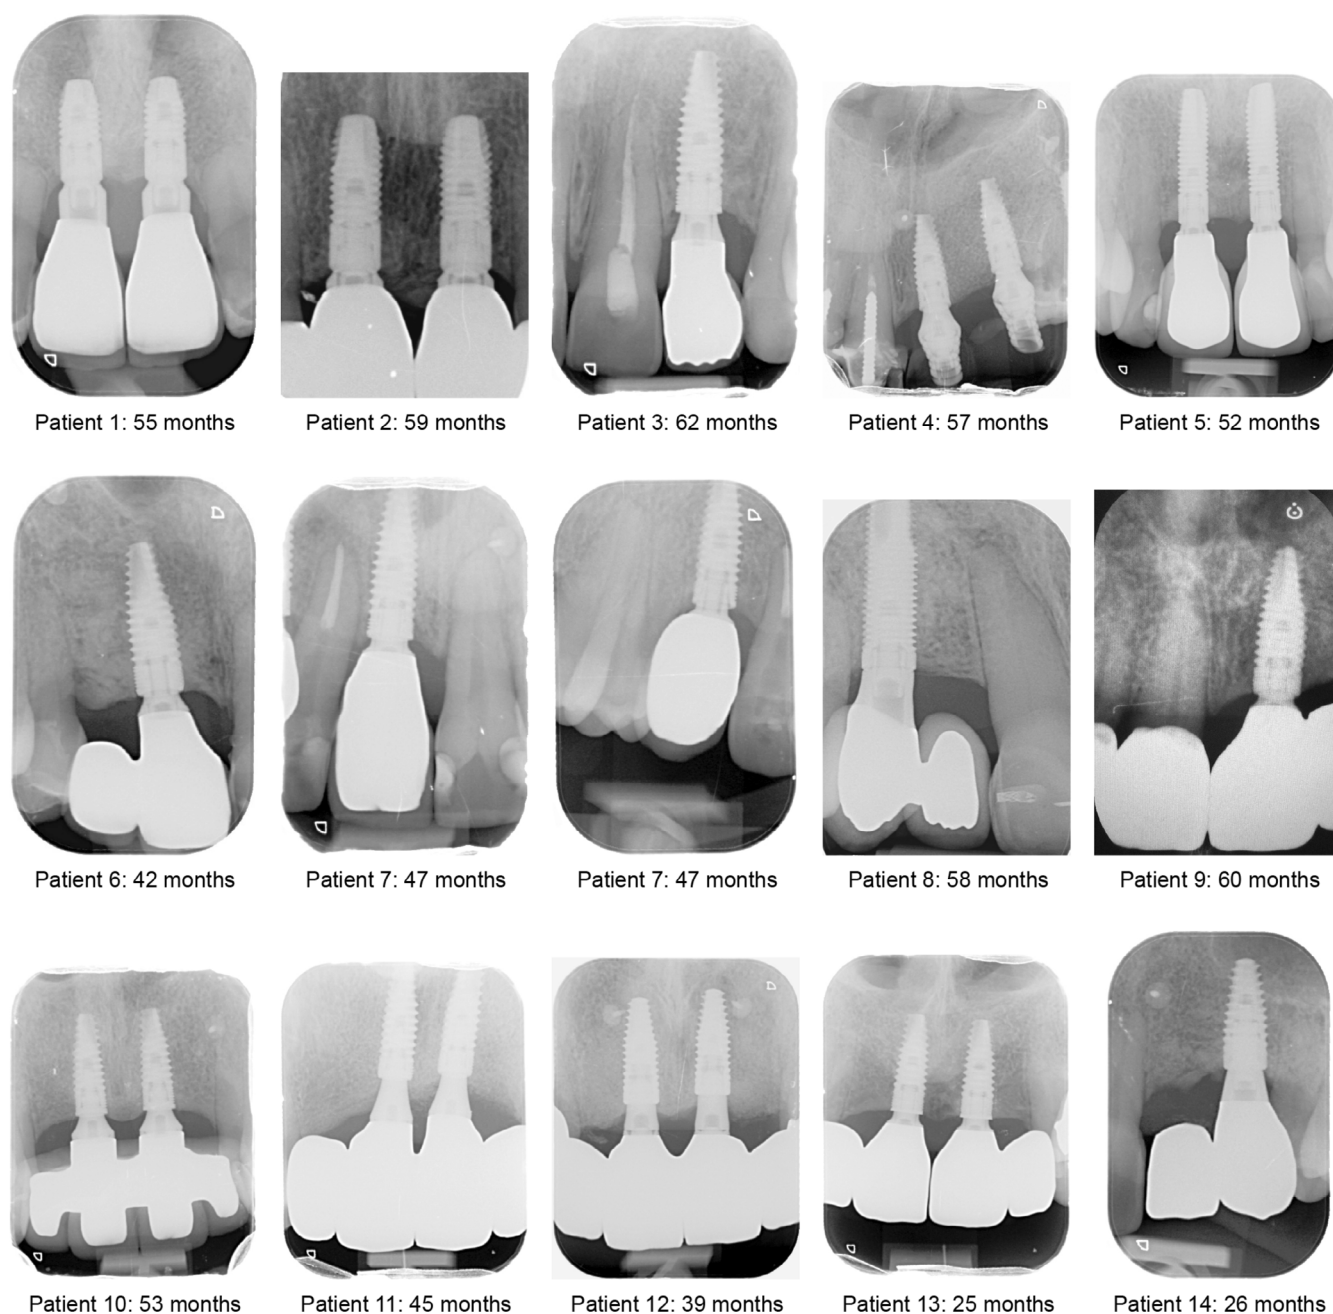 Patient 1: 55 months
Patient 2: 59 months
Patient 3: 62 months
Patient 4: 57 months
Patient 5: 52 months
Patient 6: 42 months
Patient 7: 47 months
Patient 7: 47 months
Patient 8: 58 months
Patient 9: 60 months
Patient 10: 53 months
Patient 11: 45 months
Patient 12: 39 months
Patient 13: 25 months
Patient 14: 26 months